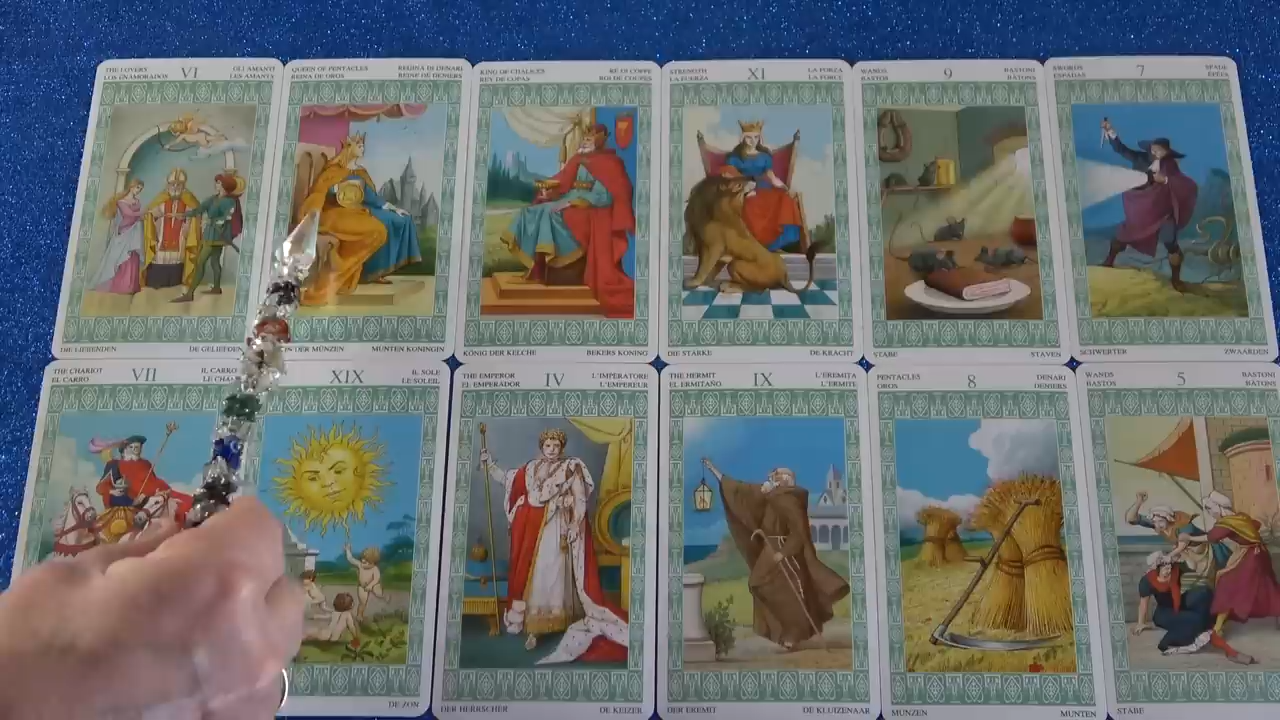 THE LOVERS VI GLI AMANTI
LOS ENAMORADOS LES AMANTS
DIE LIEBENDEN DE GELIEFDEN
QUEEN OF PENTACLES REGINA DI DENARI
REINA DE OROS REINE DE DENIERS
DER MÜNZEN MUNTEN KONINGIN
KING OF CHALICES RE DI COPPE
REY DE COPAS ROI DE COUPES
KÖNIG DER KELCHE BEKERS KONING
STRENGTH XI LA FORZA
LA FUERZA LA FORCE
DIE STÄRKE DE KRACHT
WANDS 9 BASTONI
BASTOS BÂTONS
STÄBE STAVEN
SWORDS 7 SPADE
ESPADAS ÉPÉES
SCHWERTER ZWAARDEN
THE CHARIOT VII IL CARRO
EL CARRO LE
XIX IL SOLE
LE SOLEIL
DE ZON
THE EMPEROR IV L'IMPERATORE
EL EMPERADOR L'EMPEREUR
DER HERRSCHER DE KEIZER
THE HERMIT IX L'EREMITA
EL ERMITAÑO L'ERMITE
DER EREMIT DE KLUIZENAAR
PENTACLES 8 DENARI
OROS DENIERS
MÜNZEN MUNTEN
WANDS 5 BASTONI
BASTOS BÂTONS
STÄBE